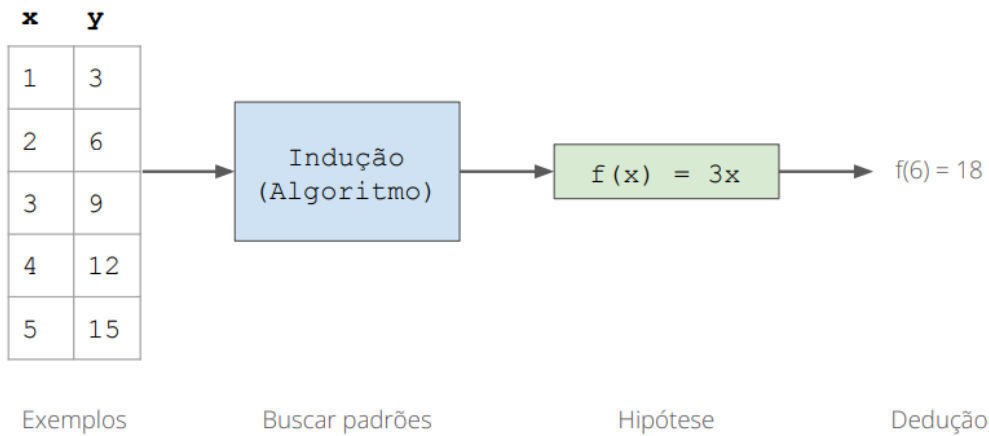 x y
1 3
2 6
3 9
4 12
5 15
Indução
(Algoritmo)
f(x) = 3x
f(6) = 18
Exemplos
Buscar padrões
Hipótese
Dedução